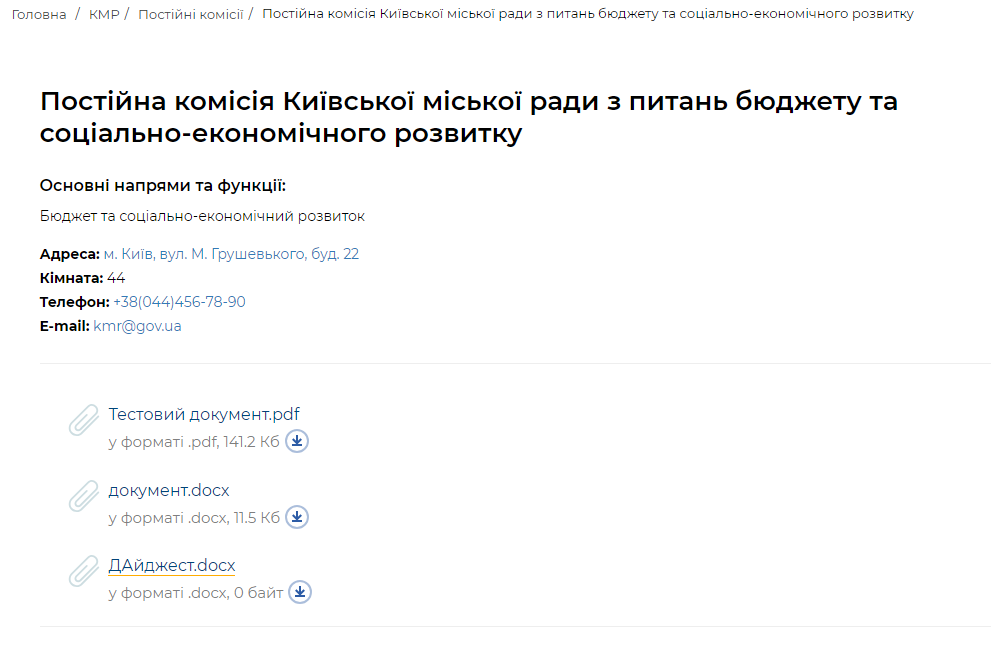 Головна / КМР / Постійні комісії / Постійна комісія Київської міської ради з питань бюджету та соціально-економічного розвитку
Постійна комісія Київської міської ради з питань бюджету та
соціально-економічного розвитку
Основні напрями та функції:
Бюджет та соціально-економічний розвиток
Адреса: м. Київ, вул. М. Грушевького, буд. 22
Кімната: 44
Телефон: +38(044)456-78-90
E-mail: kmr@gov.ua
Тестовий документ.pdf
у форматі .pdf, 141.2 Кб
документ.docx
у форматі .docx, 11.5 Кб
ДАйджест.docx
у форматі .docx, 0 байт